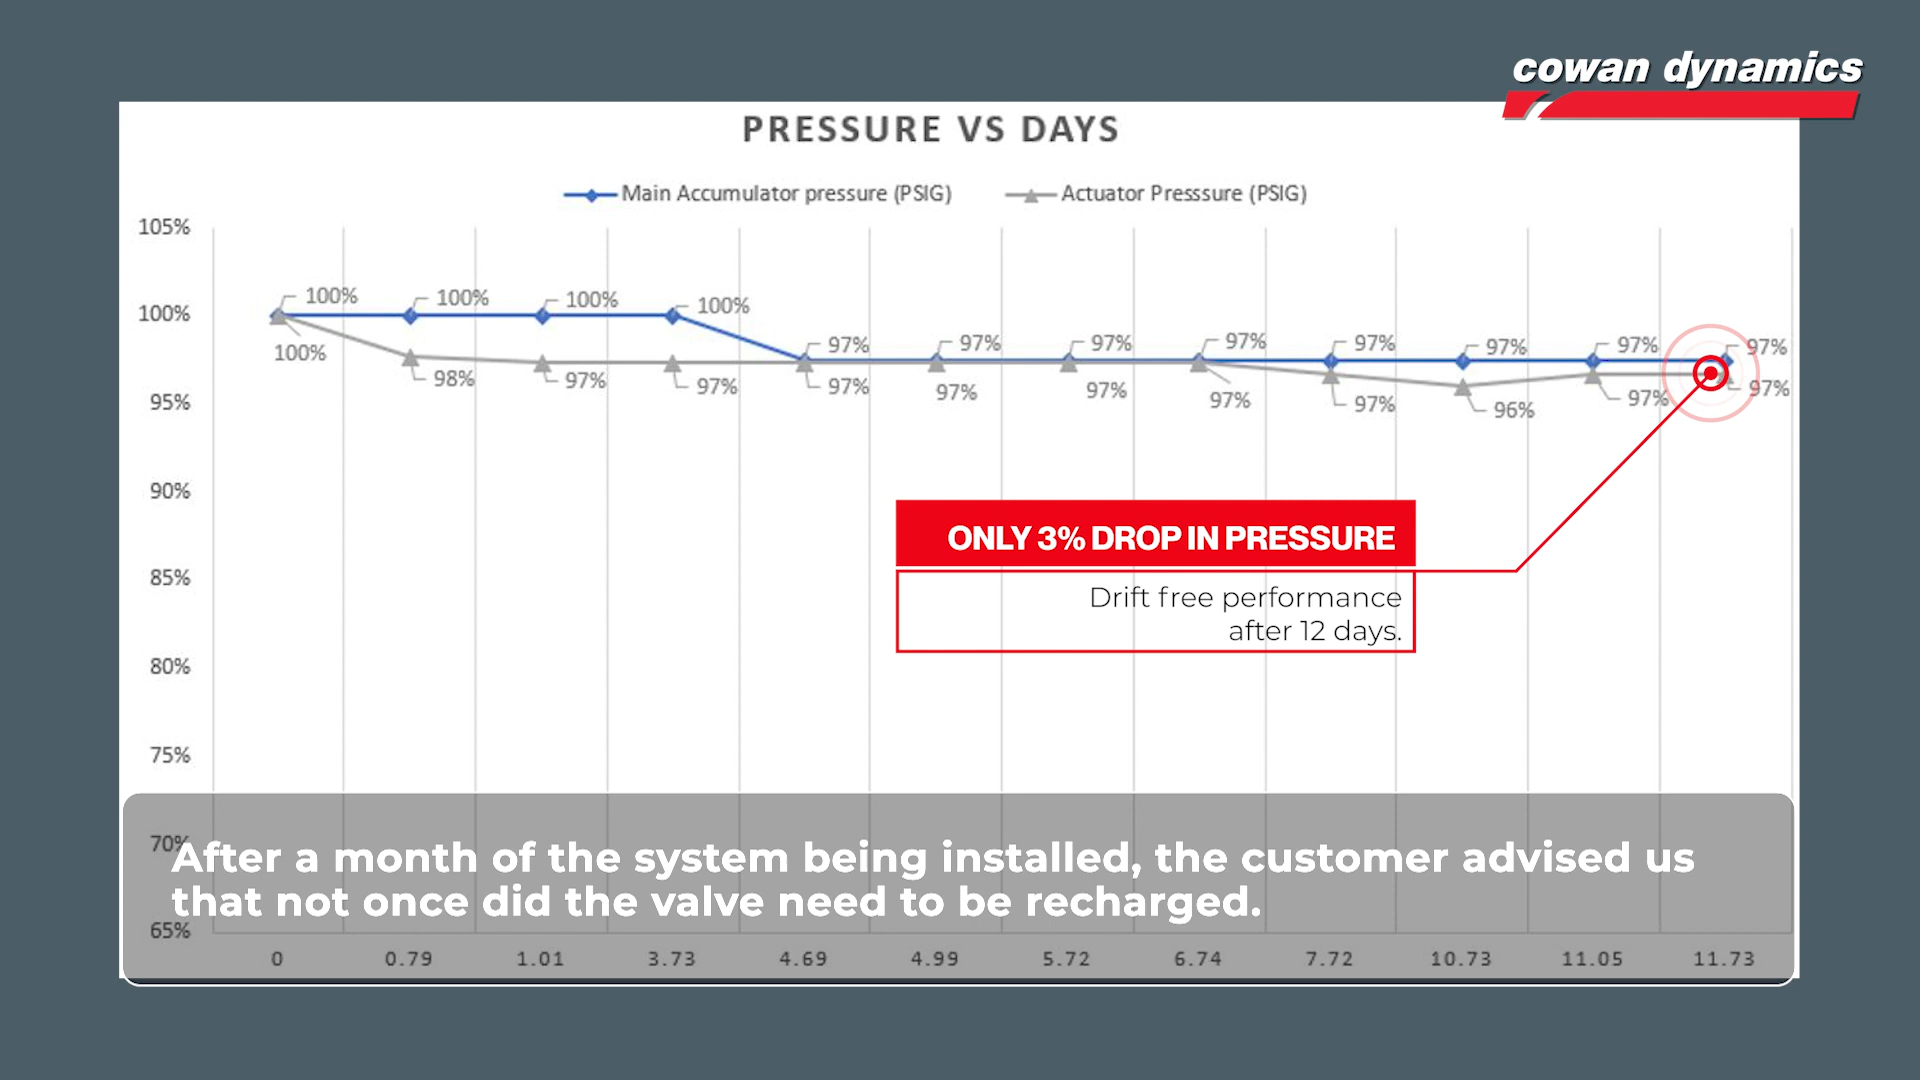 cowan dynamics
PRESSURE VS DAYS
Main Accumulator pressure (PSIG) Actuator Presssure (PSIG)
105%
100%
95%
90%
85%
80%
75%
70%
65%
100% 100% 100% 100% 97% 97% 97% 97% 97% 97% 97% 97%
100% 98% 97% 97% 97% 97% 97% 97% 97% 96% 97% 97%
ONLY 3% DROP IN PRESSURE
Drift free performance
after 12 days.
After a month of the system being installed, the customer advised us
that not once did the valve need to be recharged.
0 0.79 1.01 3.73 4.69 4.99 5.72 6.74 7.72 10.73 11.05 11.73